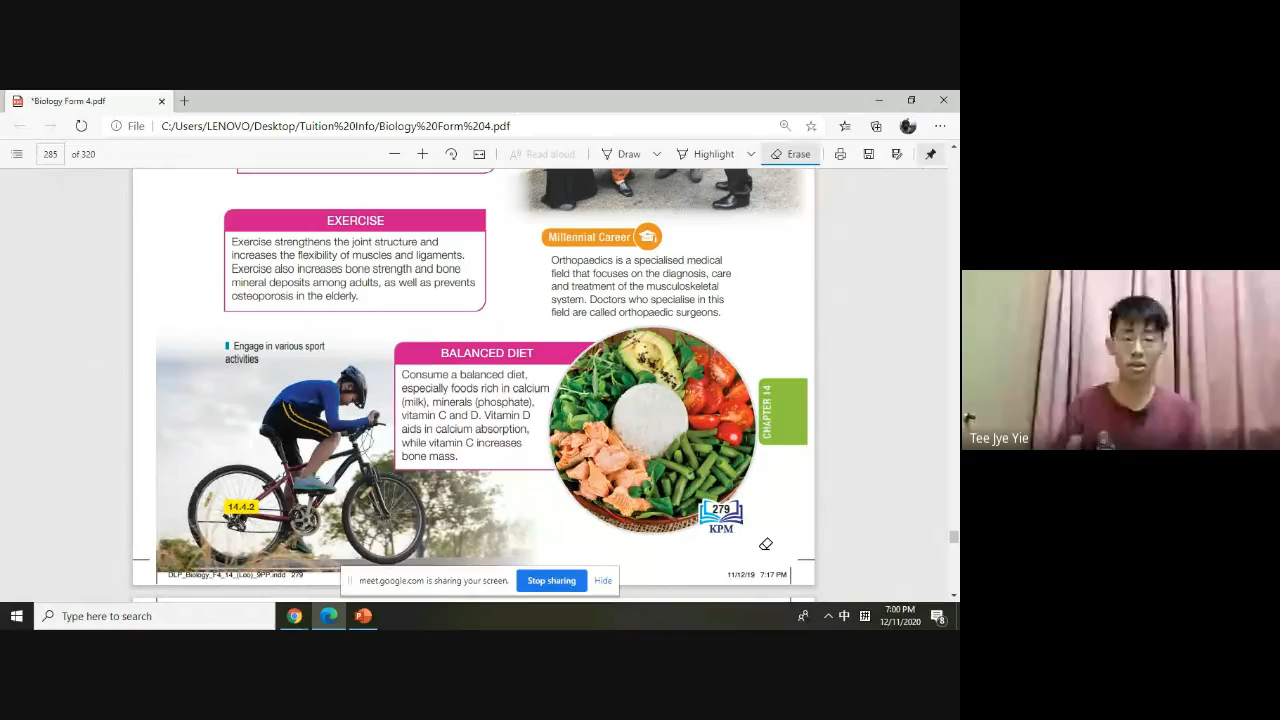 *Biology Form 4.pdf
File C:/Users/LENOVO/Desktop/Tuition%20Info/Biology%20Form%204.pdf
285 of 320
Read aloud
Draw
Highlight
Erase
EXERCISE
Exercise strengthens the joint structure and
increases the flexibility of muscles and ligaments.
Exercise also increases bone strength and bone
mineral deposits among adults, as well as prevents
osteoporosis in the elderly.
Millennial Career
Orthopaedics is a specialised medical
field that focuses on the diagnosis, care
and treatment of the musculoskeletal
system. Doctors who specialise in this
field are called orthopaedic surgeons.
Engage in various sport
activities
BALANCED DIET
Consume a balanced diet,
especially foods rich in calcium
(milk), minerals (phosphate),
vitamin C and D. Vitamin D
aids in calcium absorption,
while vitamin C increases
bone mass.
CHAPTER 14
14.4.2
279
KPM
DLP_Biology_F4_14_(Loo)_9PP.indd 279
11/12/19 7:17 PM
meet.google.com is sharing your screen.
Stop sharing
Hide
Type here to search
中
7:00 PM
12/11/2020
8
Tee Jye Yie